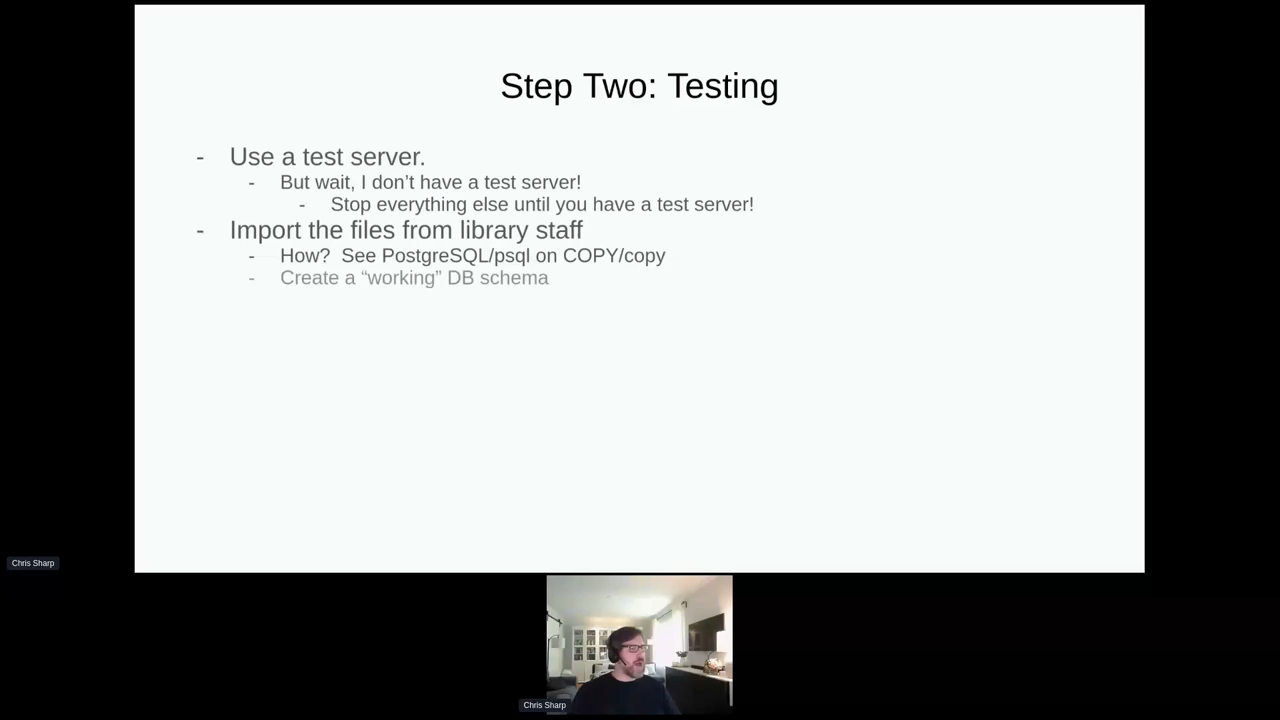 Step Two: Testing
- Use a test server.
- But wait, I don’t have a test server!
- Stop everything else until you have a test server!
- Import the files from library staff
- How?  See PostgreSQL/psql on COPY/copy
- Create a “working” DB schema
Chris Sharp
Chris Sharp